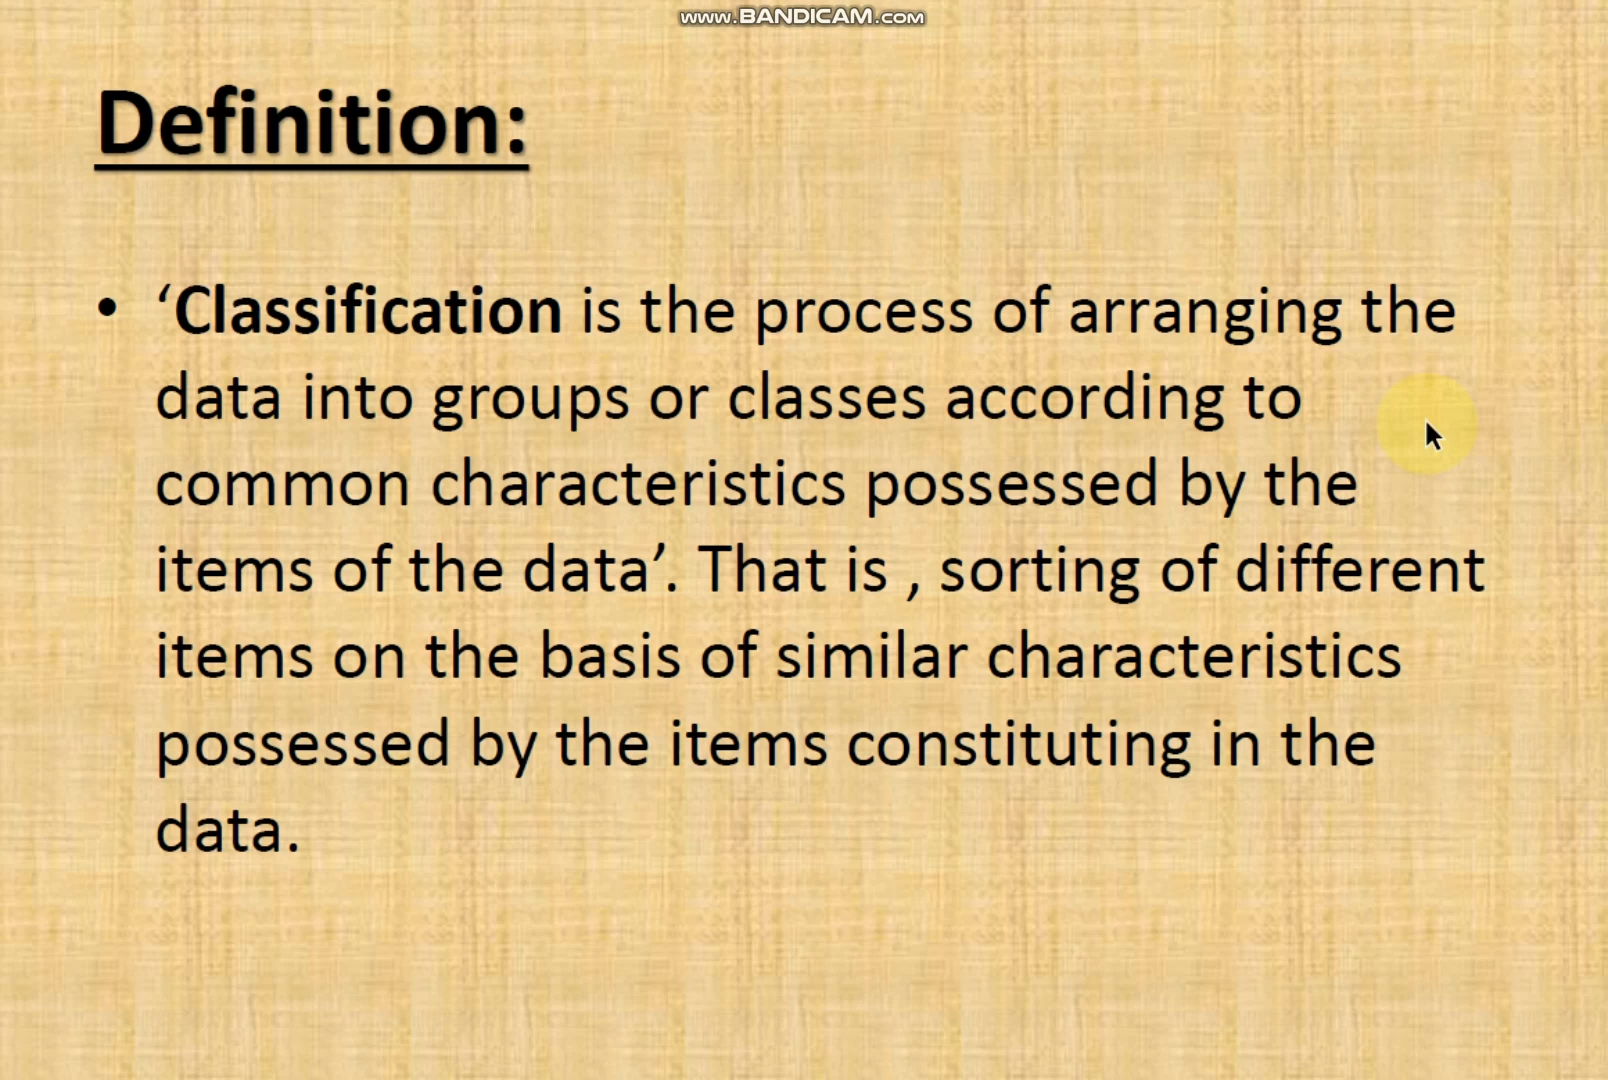 www.BANDICAM.com
Definition:
• ‘Classification is the process of arranging the
data into groups or classes according to
common characteristics possessed by the
items of the data’. That is , sorting of different
items on the basis of similar characteristics
possessed by the items constituting in the
data.